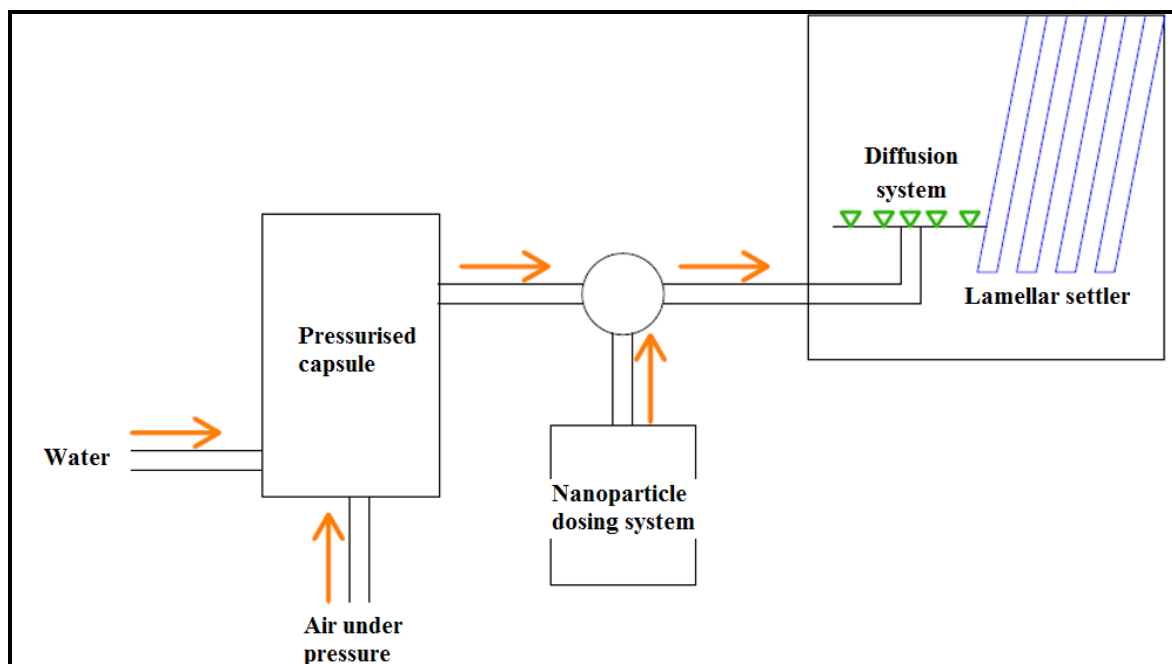 Diffusion
system
Lamellar settler
Pressurised
capsule
Water
Nanoparticle
dosing system
Air under
pressure